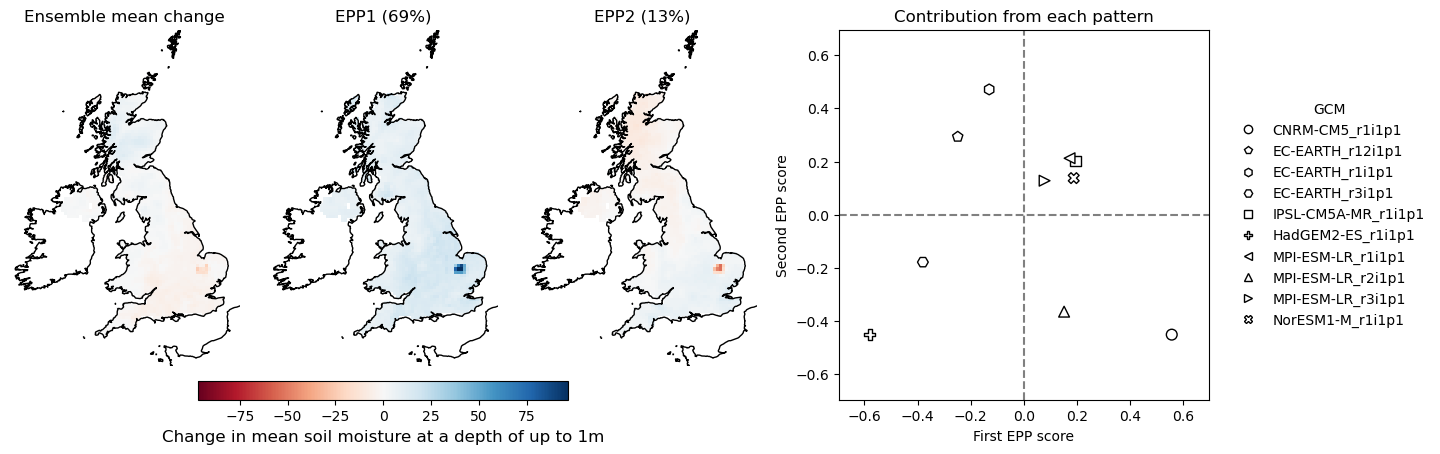 Ensemble mean change
EPP1 (69%)
EPP2 (13%)
Contribution from each pattern
−75 −50 −25 0 25 50 75
Change in mean soil moisture at a depth of up to 1m
Second EPP score
0.6
0.4
0.2
0.0
−0.2
−0.4
−0.6
−0.6 −0.4 −0.2 0.0 0.2 0.4 0.6
First EPP score
GCM
CNRM-CM5_r1i1p1
EC-EARTH_r12i1p1
EC-EARTH_r1i1p1
EC-EARTH_r3i1p1
IPSL-CM5A-MR_r1i1p1
HadGEM2-ES_r1i1p1
MPI-ESM-LR_r1i1p1
MPI-ESM-LR_r2i1p1
MPI-ESM-LR_r3i1p1
NorESM1-M_r1i1p1